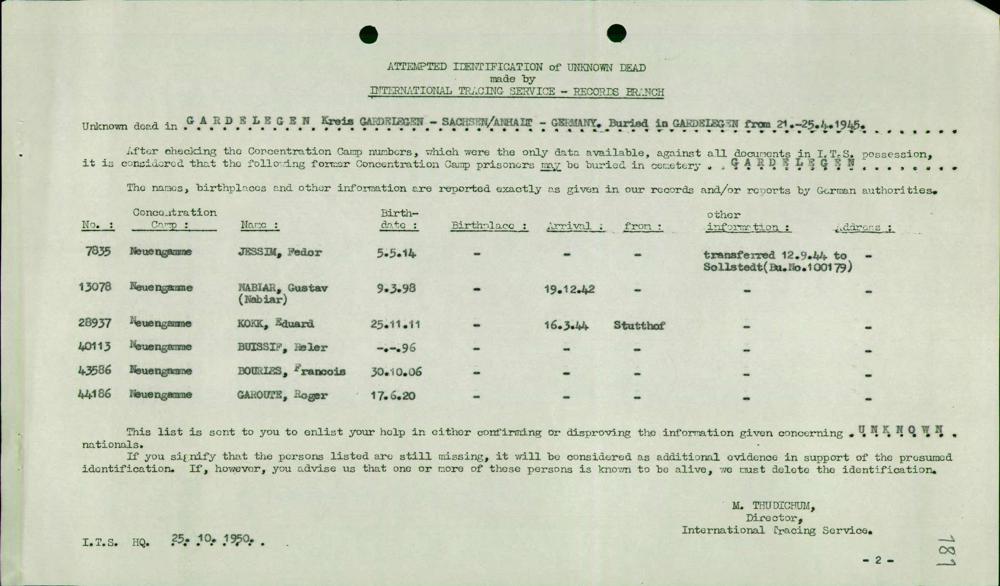 ATTEMPTED IDENTIFICATION of UNKNOWN DEAD
made by
INTERNATIONAL TRACING SERVICE - RECORDS BRANCH
Unknown dead in GARDELEGEN Kreis GARDELEGEN - SACHSEN/ANHALT - GERMANY. Buried in GARDELEGEN from 21.-25.4.1945.
After checking the Concentration Camp numbers, which were the only data available, against all documents in I.T.S. possession,
it is considered that the following former Concentration Camp prisoners may be buried in cemetery GARDELEGEN
The names, birthplaces and other information are reported exactly as given in our records and/or reports by German authorities.
No. : Concentration Camp : Name : Birth-date : Birthplace : Arrival : from : other information : Address :
7835 Neuengamme JESSIM, Fedor 5.5.14 - - - transferred 12.9.44 to Sollstedt(Bu.No.100179) -
13078 Neuengamme NABIAR, Gustav (Nabiar) 9.3.98 - 19.12.42 - - -
28937 Neuengamme KOKK, Eduard 25.11.11 - 16.3.44 Stutthof - -
40113 Neuengamme BUISSIF, Heler -.-.96 - - - - -
43586 Neuengamme BOURIES, Francois 30.10.06 - - - - -
44186 Neuengamme GAROUTE, Roger 17.6.20 - - - - -
This list is sent to you to enlist your help in either confirming or disproving the information given concerning UNKNOWN
nationals.
If you signify that the persons listed are still missing, it will be considered as additional evidence in support of the presumed
identification. If, however, you advise us that one or more of these persons is known to be alive, we must delete the identification.
M. THUDICHUM,
Director,
International Tracing Service.
I.T.S. HQ. 25. 10. 1950.
- 2 -
187